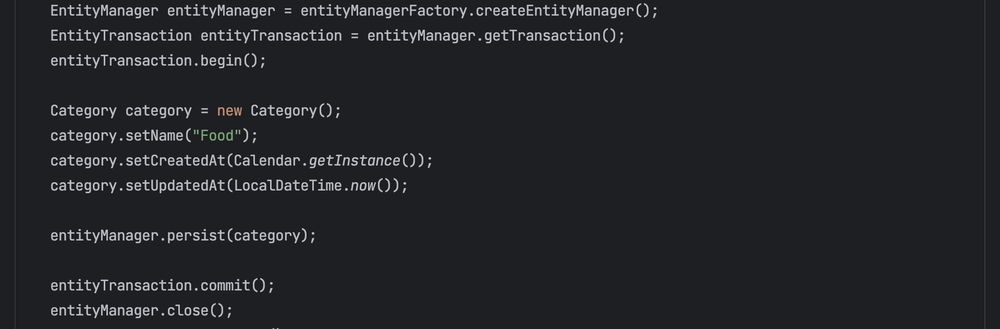 EntityManager entityManager = entityManagerFactory.createEntityManager();
EntityTransaction entityTransaction = entityManager.getTransaction();
entityTransaction.begin();
Category category = new Category();
category.setName("Food");
category.setCreatedAt(Calendar.getInstance());
category.setUpdatedAt(LocalDateTime.now());
entityManager.persist(category);
entityTransaction.commit();
entityManager.close();